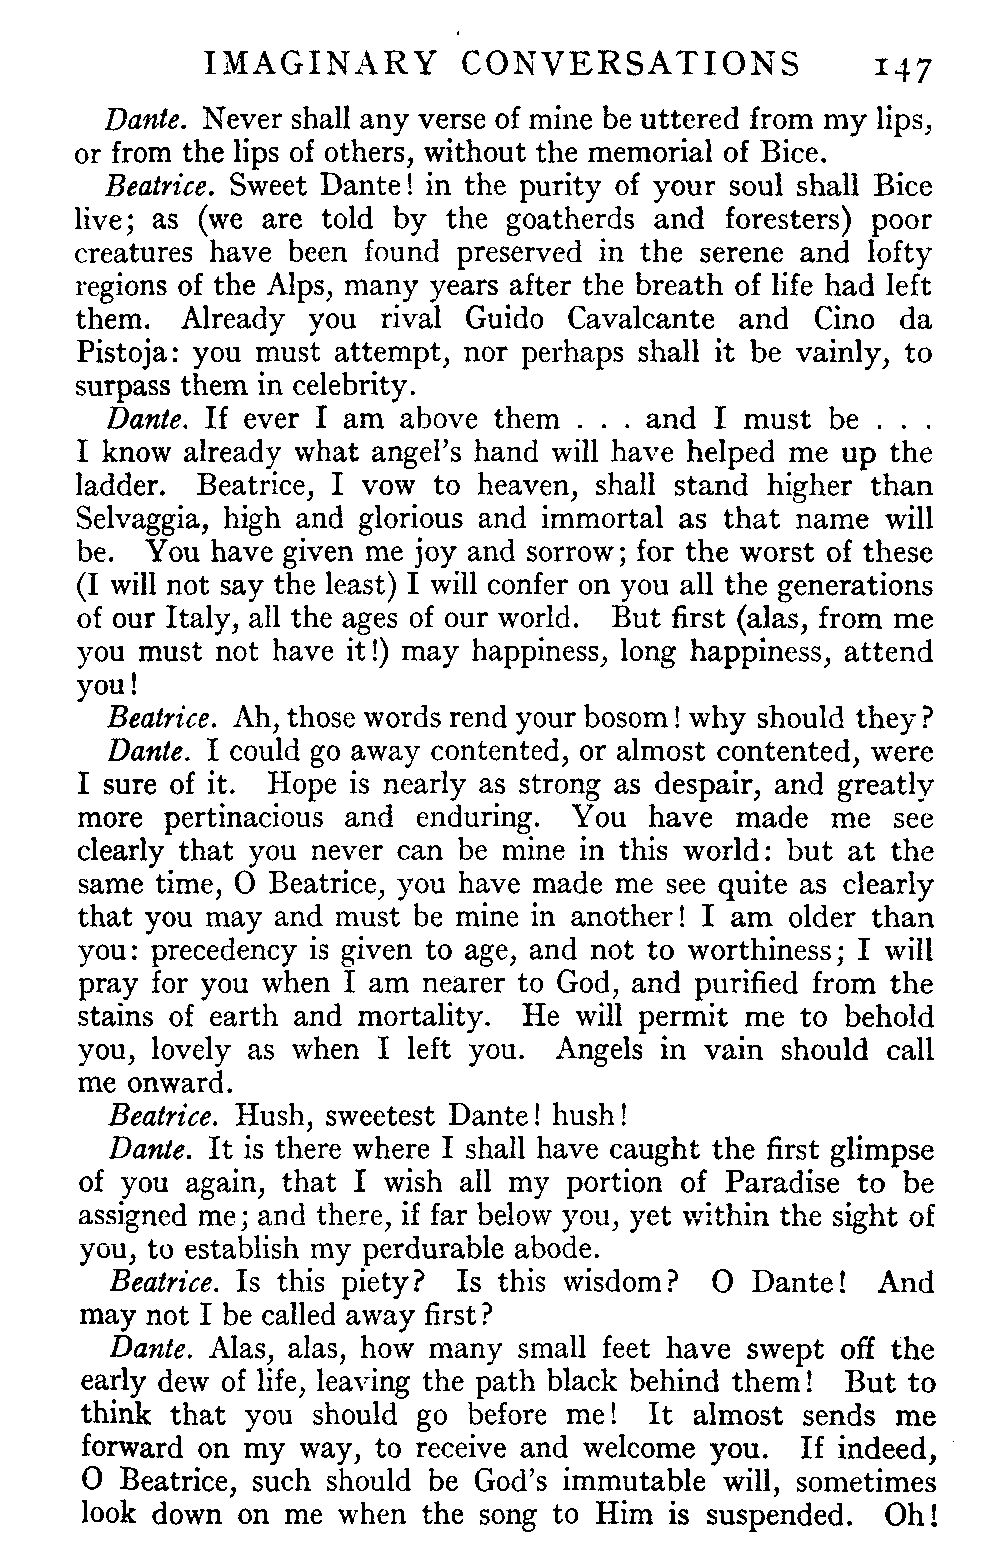 IMAGINARY CONVERSATIONS 147
Dante. Never shall any verse of mine be uttered from my lips,
or from the lips of others, without the memorial of Bice.
Beatrice. Sweet Dante! in the purity of your soul shall Bice
live; as (we are told by the goatherds and foresters) poor
creatures have been found preserved in the serene and lofty
regions of the Alps, many years after the breath of life had left
them. Already you rival Guido Cavalcante and Cino da
Pistoja: you must attempt, nor perhaps shall it be vainly, to
surpass them in celebrity.
Dante. If ever I am above them . . . and I must be . . .
I know already what angel's hand will have helped me up the
ladder. Beatrice, I vow to heaven, shall stand higher than
Selvaggia, high and glorious and immortal as that name will
be. You have given me joy and sorrow; for the worst of these
(I will not say the least) I will confer on you all the generations
of our Italy, all the ages of our world. But first (alas, from me
you must not have it!) may happiness, long happiness, attend
you!
Beatrice. Ah, those words rend your bosom! why should they?
Dante. I could go away contented, or almost contented, were
I sure of it. Hope is nearly as strong as despair, and greatly
more pertinacious and enduring. You have made me see
clearly that you never can be mine in this world: but at the
same time, O Beatrice, you have made me see quite as clearly
that you may and must be mine in another! I am older than
you: precedency is given to age, and not to worthiness; I will
pray for you when I am nearer to God, and purified from the
stains of earth and mortality. He will permit me to behold
you, lovely as when I left you. Angels in vain should call
me onward.
Beatrice. Hush, sweetest Dante! hush!
Dante. It is there where I shall have caught the first glimpse
of you again, that I wish all my portion of Paradise to be
assigned me; and there, if far below you, yet within the sight of
you, to establish my perdurable abode.
Beatrice. Is this piety? Is this wisdom? O Dante! And
may not I be called away first?
Dante. Alas, alas, how many small feet have swept off the
early dew of life, leaving the path black behind them! But to
think that you should go before me! It almost sends me
forward on my way, to receive and welcome you. If indeed,
O Beatrice, such should be God's immutable will, sometimes
look down on me when the song to Him is suspended. Oh!